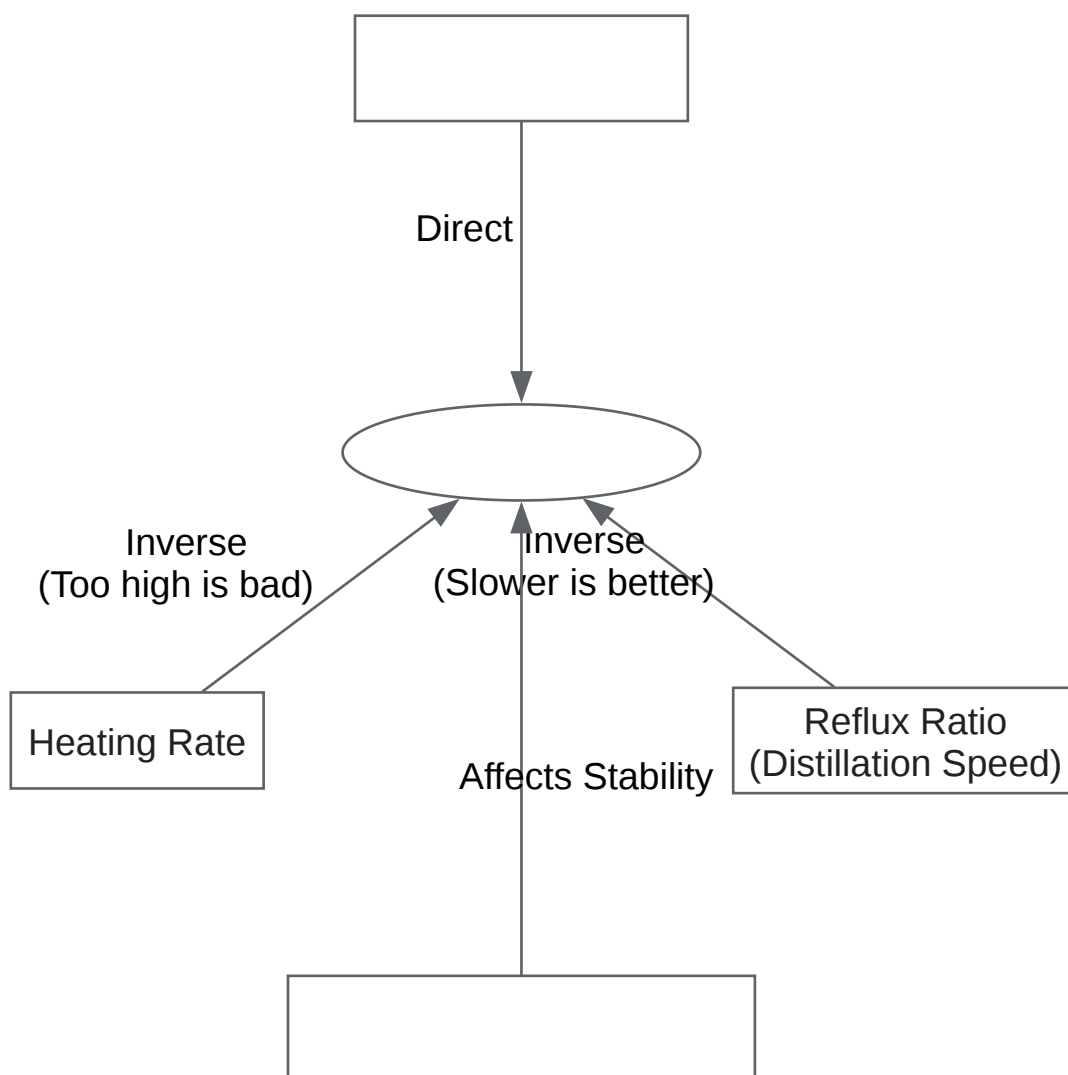 Direct
Inverse
(Too high is bad)
Inverse
(Slower is better)
Heating Rate
Reflux Ratio
(Distillation Speed)
Affects Stability